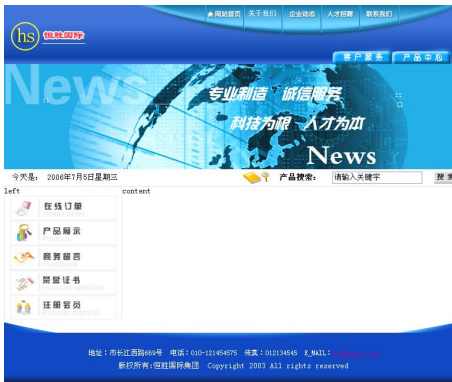 网站首页 关于我们 企业动态 人才招聘 联系我们
hs 恒胜国际
客户服务 产品中心
News
专业制造 诚信服务
科技为根 人才为本
News
今天是: 2006年7月5日星期三 产品搜索: 请输入关键字 搜索
left content
在线订单
产品展示
商务留言
荣誉证书
注册会员
地址:市长江西路669号 电话:010-121454575 传真:012134545 E_MAIL:
版权所有:恒胜国际集团 Copyright 2003 All rights reserved